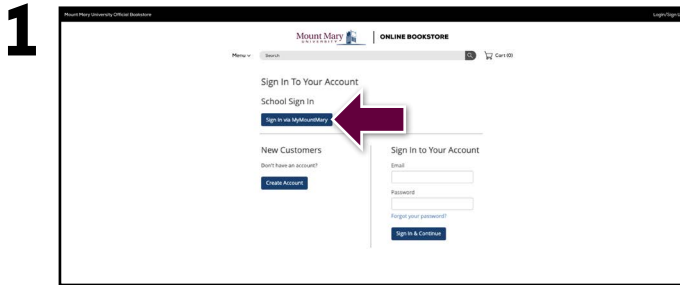 1
Mount Mary University Official Bookstore
Login/Sign U
Mount Mary
UNIVERSITY
ONLINE BOOKSTORE
Menu
Search
Cart (0)
Sign In To Your Account
School Sign In
Sign in via MyMountMary
New Customers
Don't have an account?
Create Account
Sign In to Your Account
Email
Password
Forgot your password?
Sign In & Continue